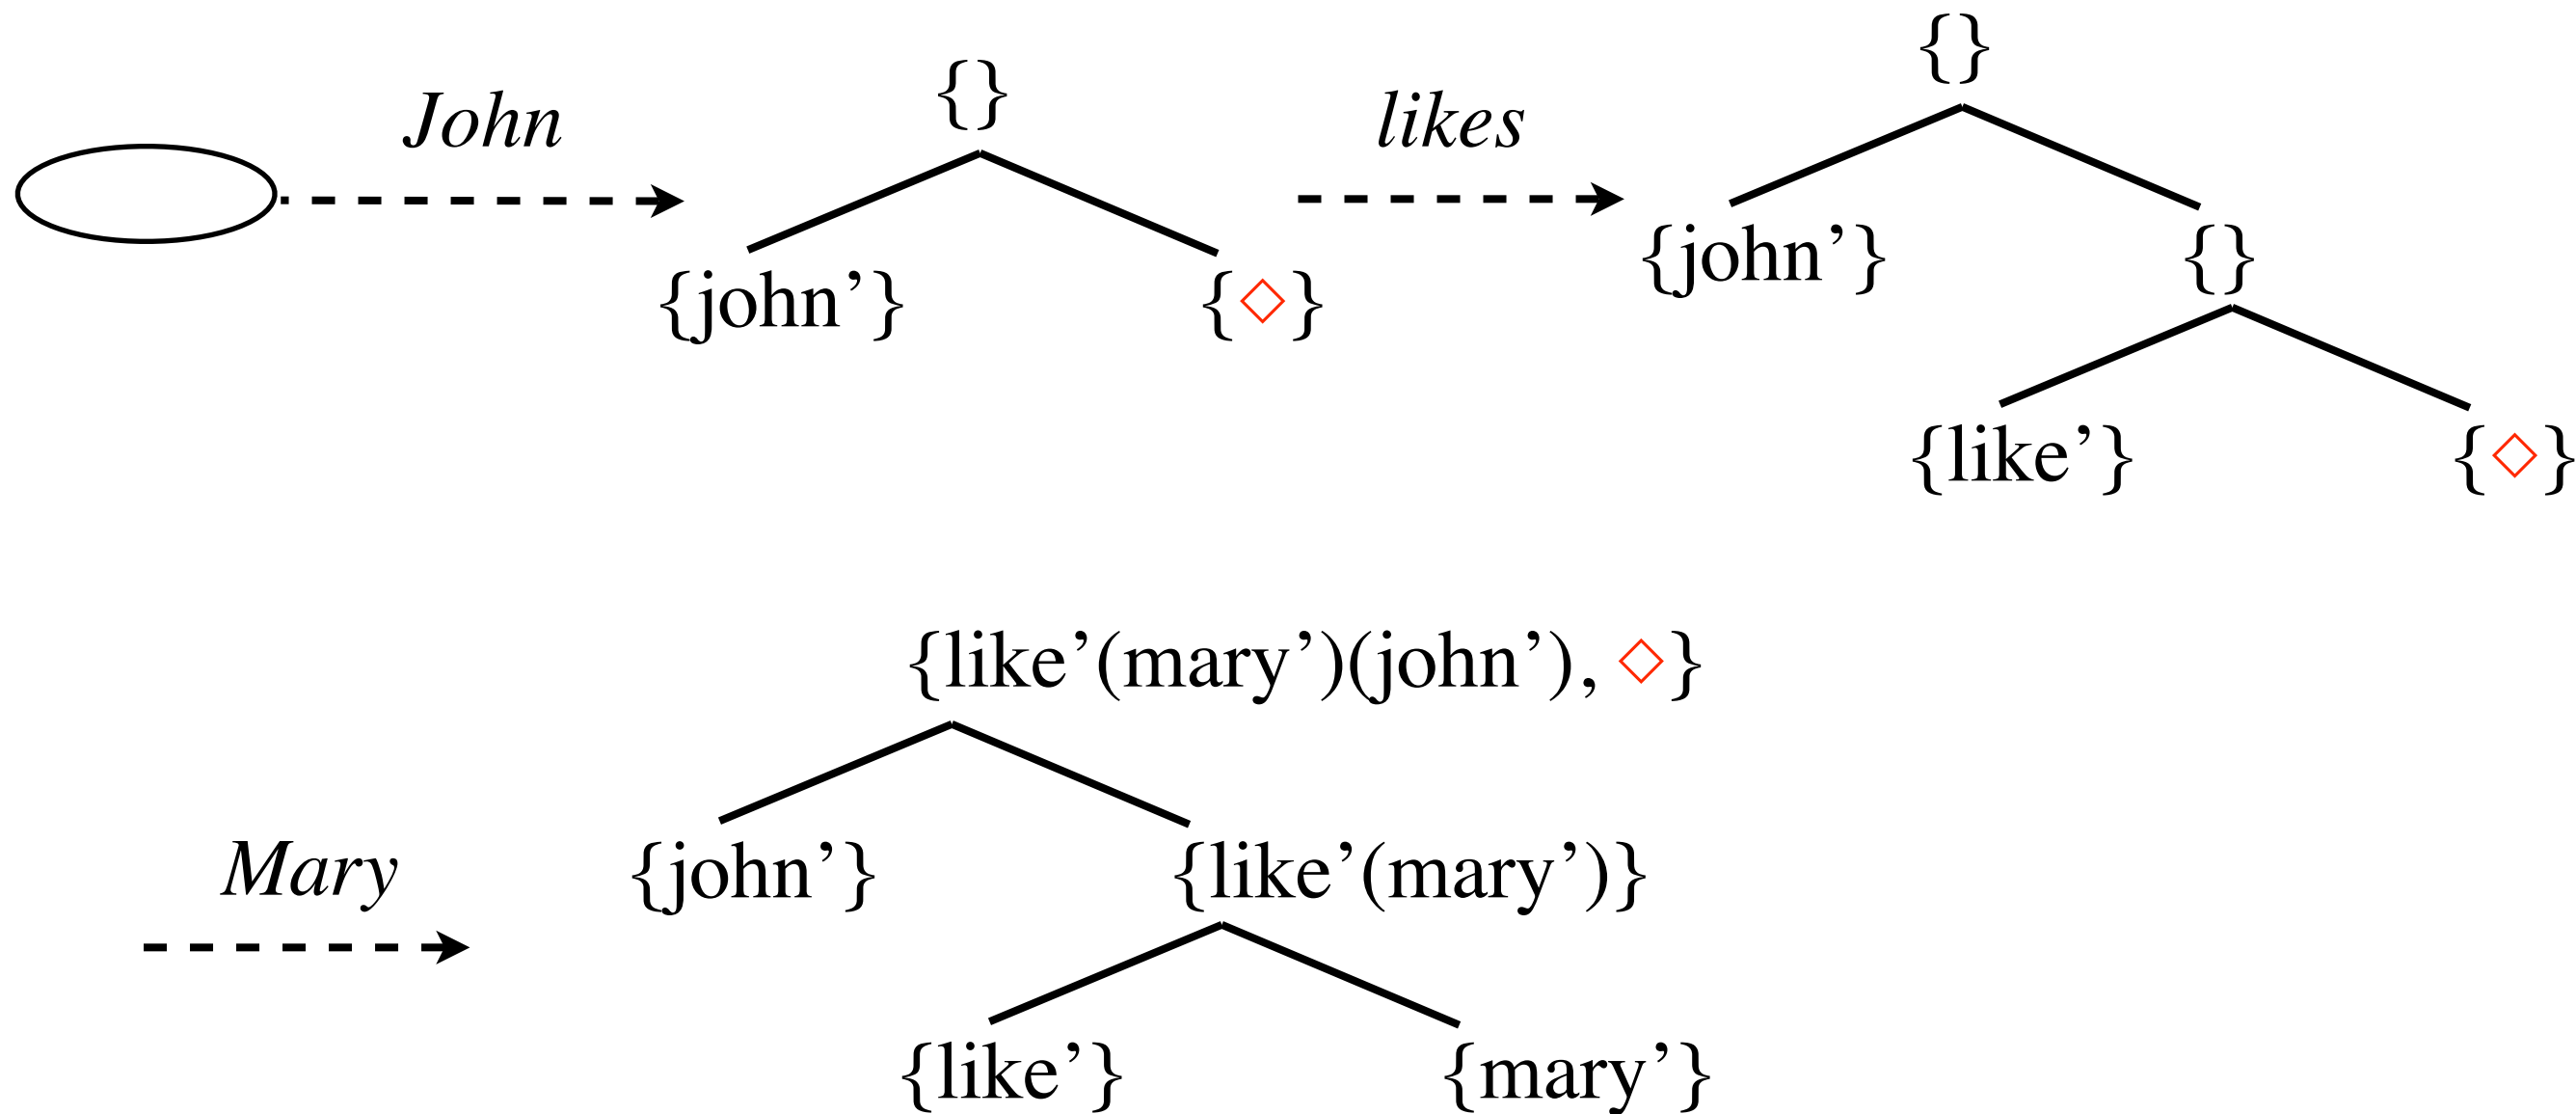 John
{}
{john’}
{◇}
likes
{}
{john’}
{}
{like’}
{◇}
Mary
{like’(mary’)(john’), ◇}
{john’}
{like’(mary’)}
{like’}
{mary’}